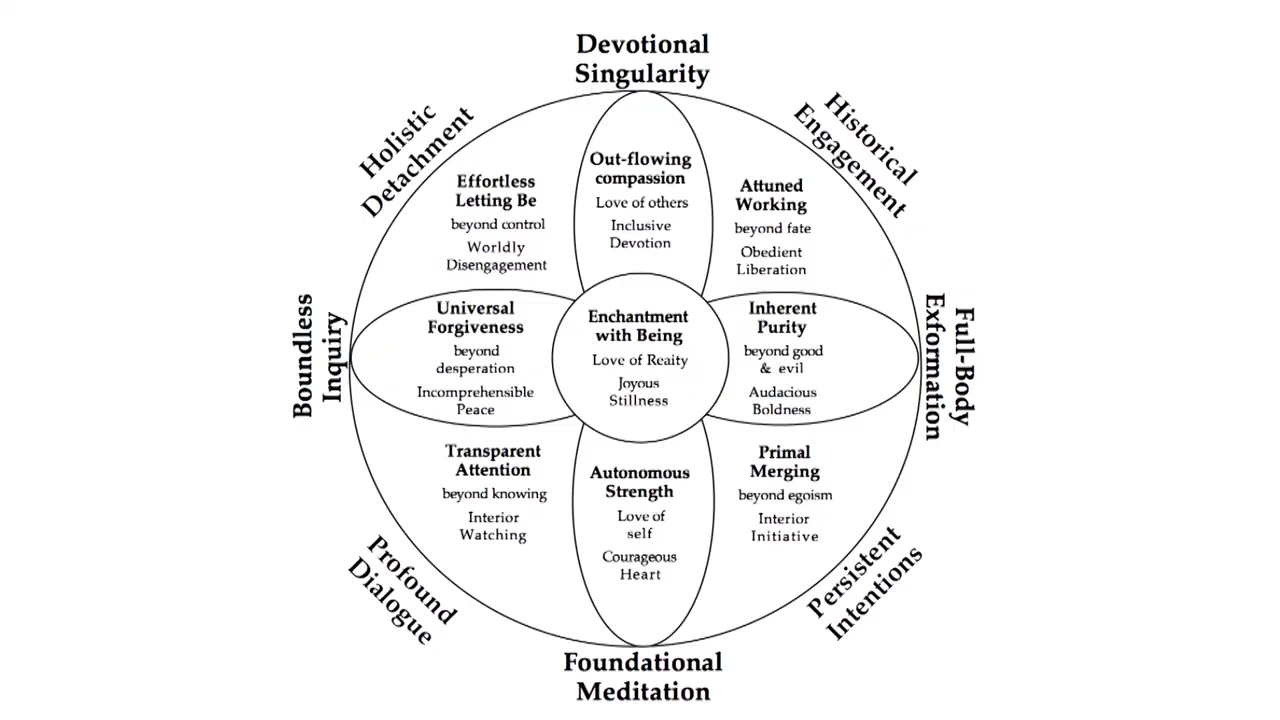 Devotional
Singularity
Holistic
Detachment
Historical
Engagement
Out-flowing
compassion
Love of others
Inclusive
Devotion
Effortless
Letting Be
beyond control
Worldly
Disengagement
Attuned
Working
beyond fate
Obedient
Liberation
Boundless
Inquiry
Universal
Forgiveness
beyond
desperation
Incomprehensible
Peace
Enchantment
with Being
Love of Reaity
Joyous
Stillness
Inherent
Purity
beyond good
& evil
Audacious
Boldness
Full-Body
Exformation
Transparent
Attention
beyond knowing
Interior
Watching
Autonomous
Strength
Love of
self
Courageous
Heart
Primal
Merging
beyond egoism
Interior
Initiative
Profound
Dialogue
Persistent
Intentions
Foundational
Meditation